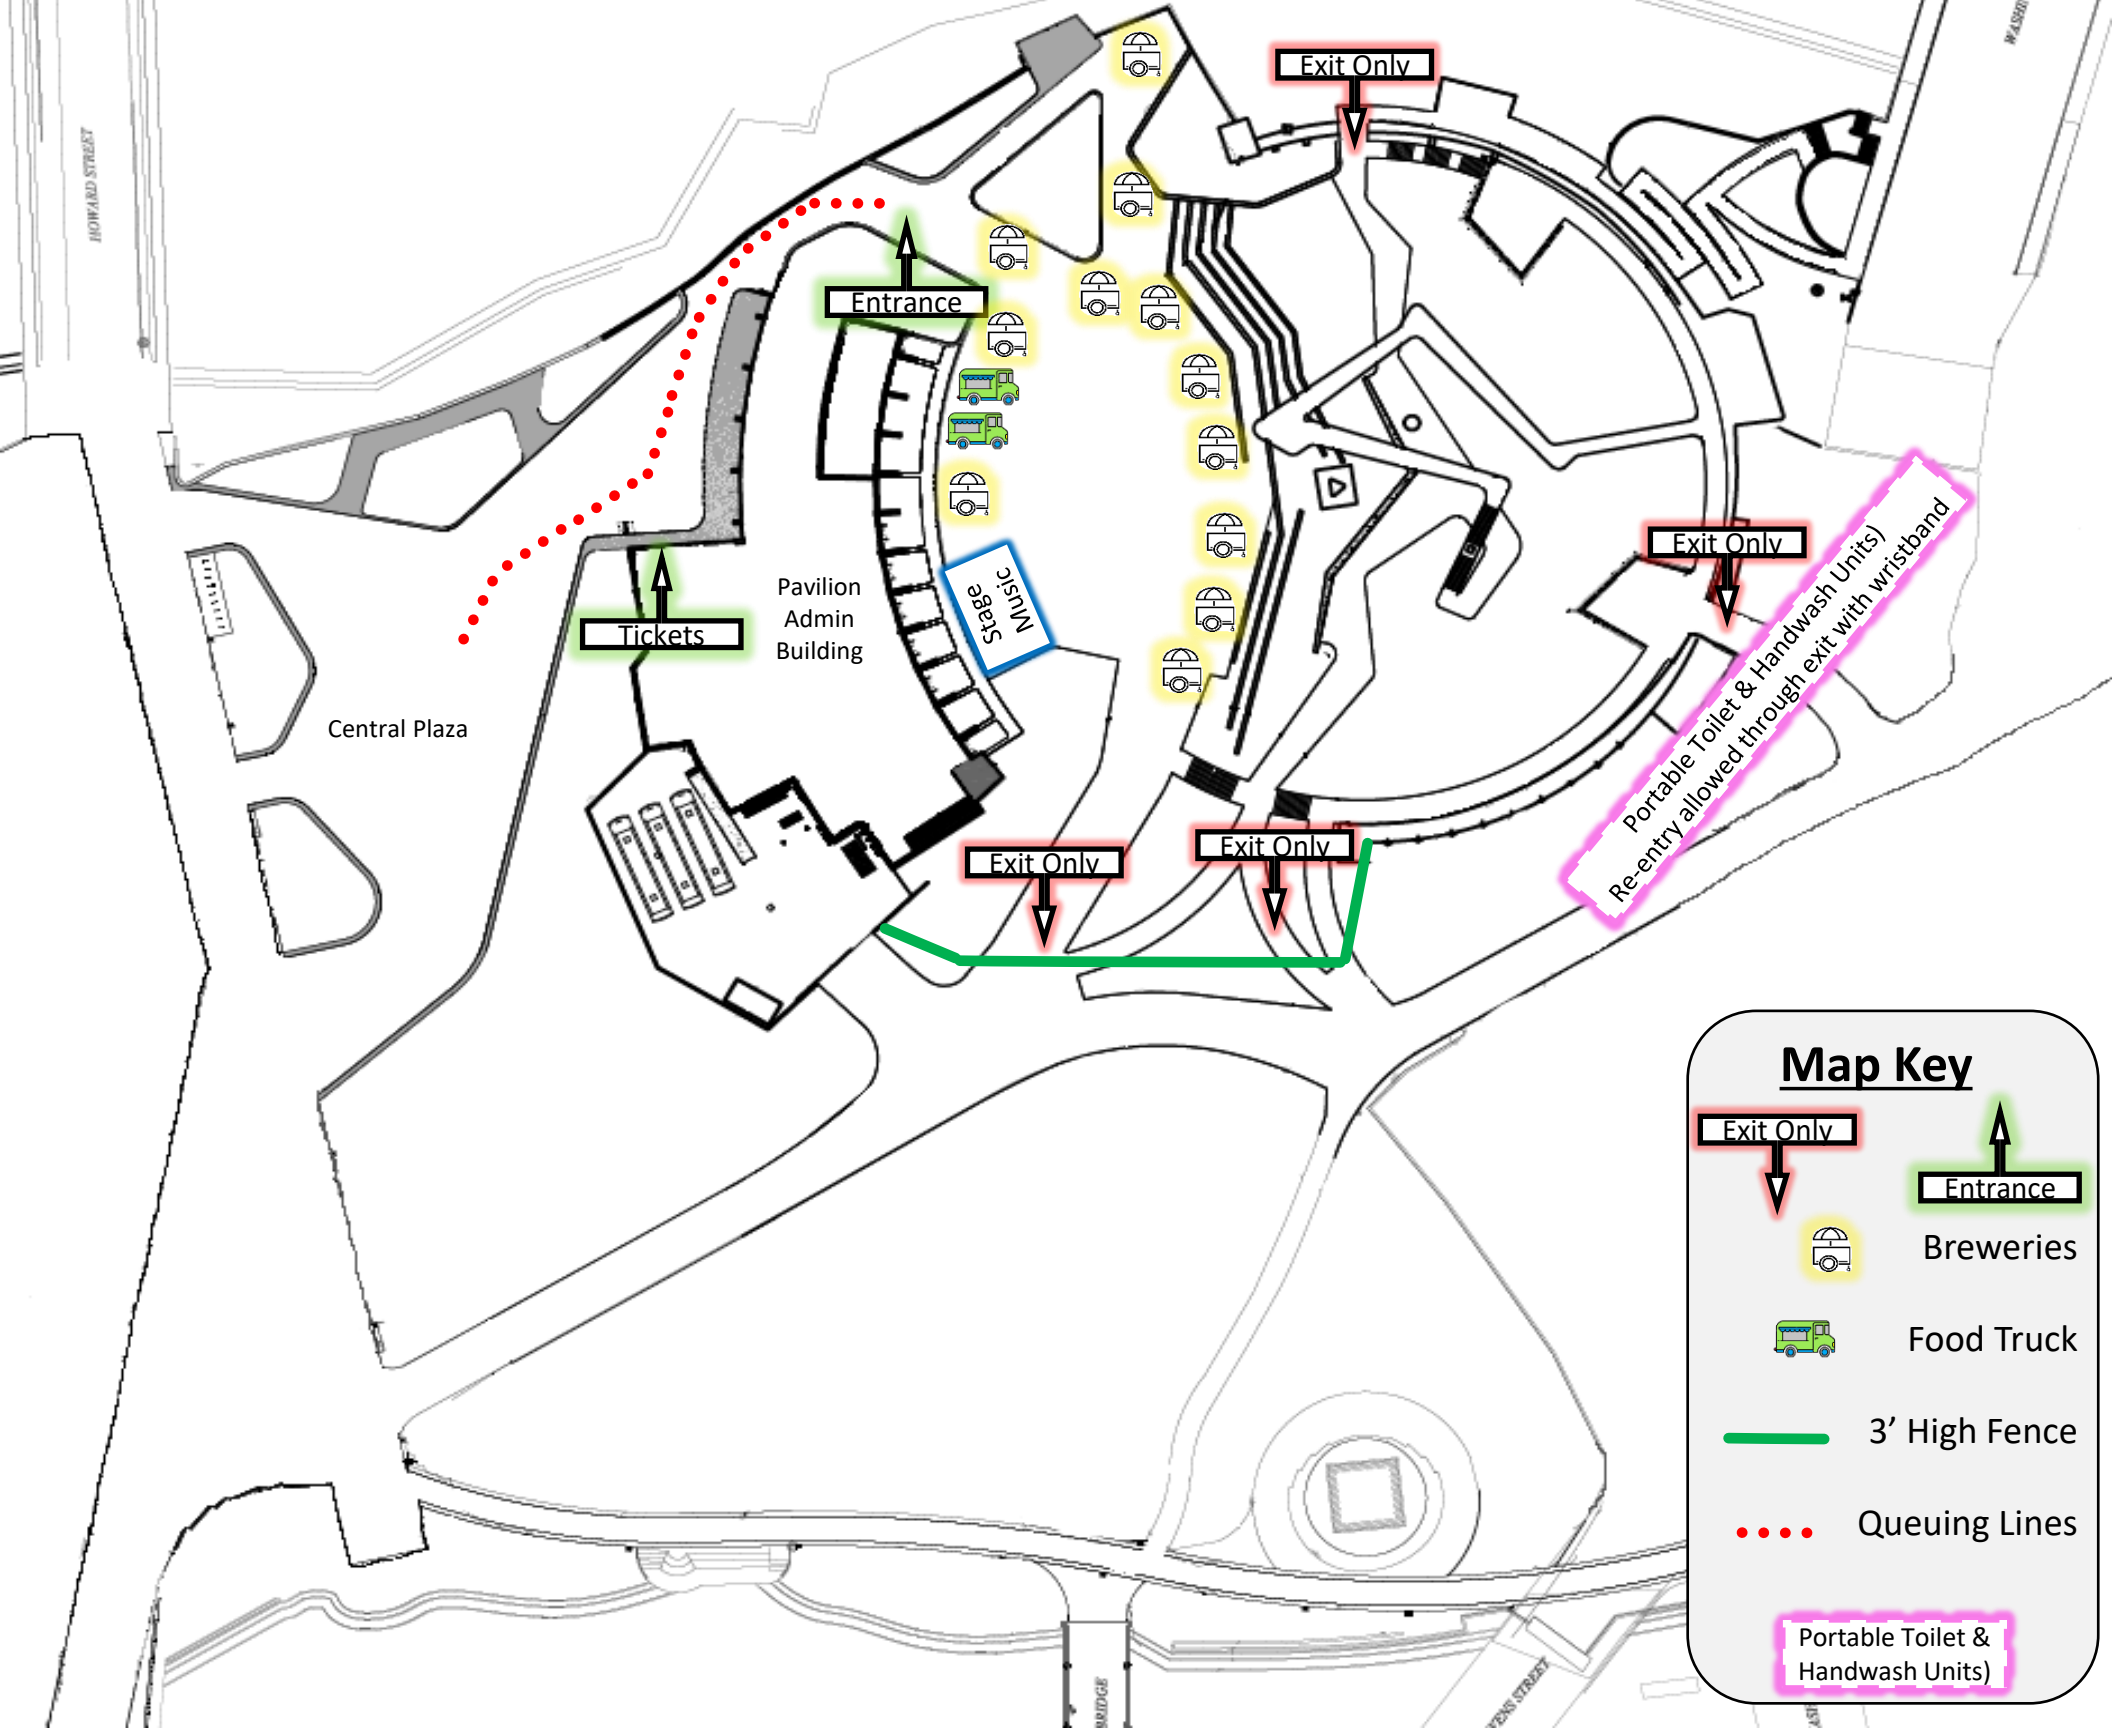 HOWARD STREET
Exit Only
Entrance
Tickets
Pavilion
Admin
Building
Music
Stage
Central Plaza
Exit Only
Portable Toilet & Handwash Units)
Re-entry allowed through exit with wristband
Exit Only
Exit Only
Map Key
Exit Only
Entrance
Breweries
Food Truck
3’ High Fence
Queuing Lines
Portable Toilet &
Handwash Units)
BRIDGE
STREET